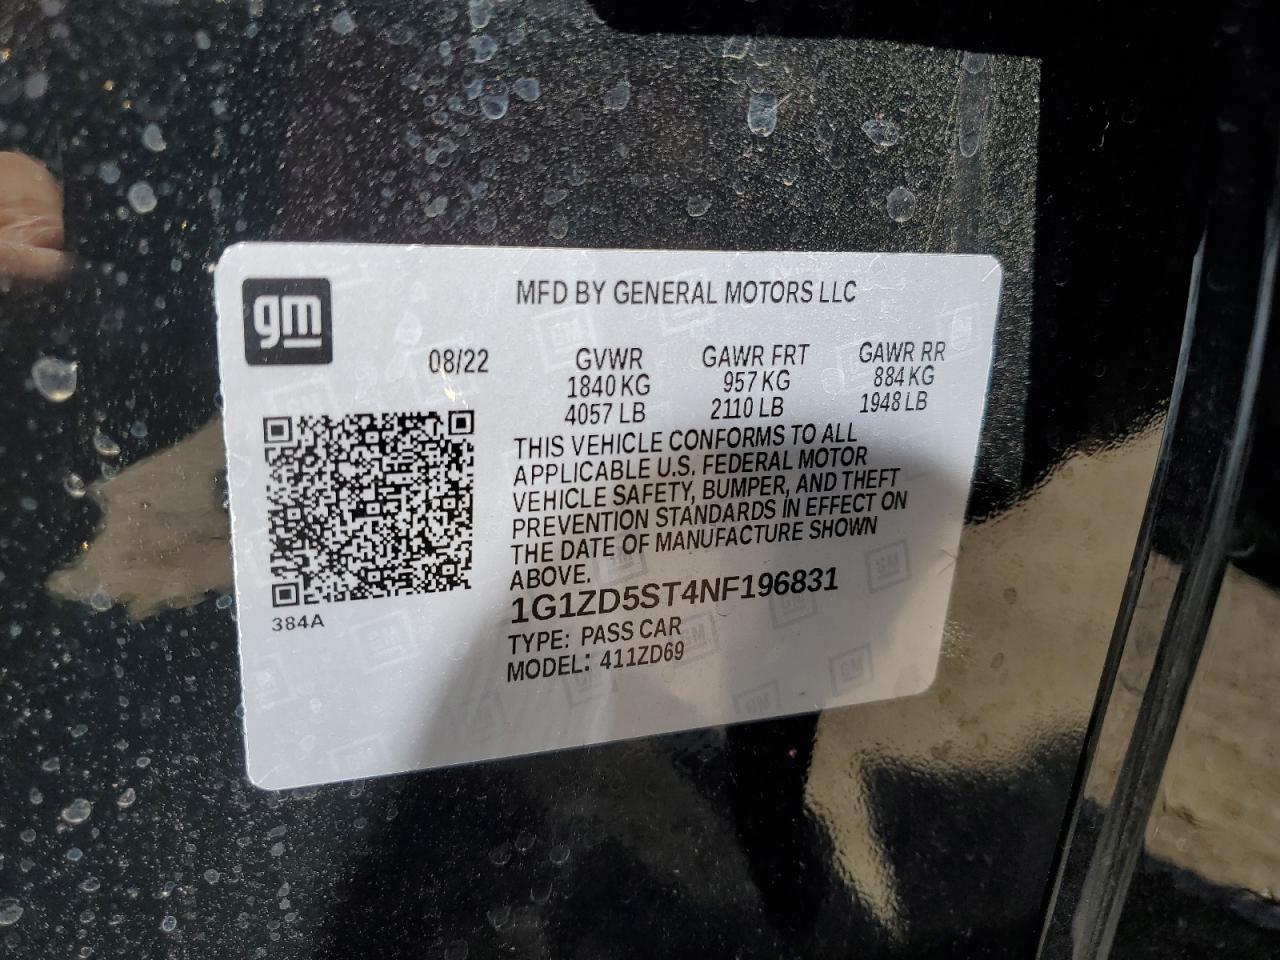 gm
MFD BY GENERAL MOTORS LLC
08/22 GVWR GAWR FRT GAWR RR
1840 KG 957 KG 884 KG
4057 LB 2110 LB 1948 LB
THIS VEHICLE CONFORMS TO ALL
APPLICABLE U.S. FEDERAL MOTOR
VEHICLE SAFETY, BUMPER, AND THEFT
PREVENTION STANDARDS IN EFFECT ON
THE DATE OF MANUFACTURE SHOWN
ABOVE.
1G1ZD5ST4NF196831
384A
TYPE: PASS CAR
MODEL: 411ZD69